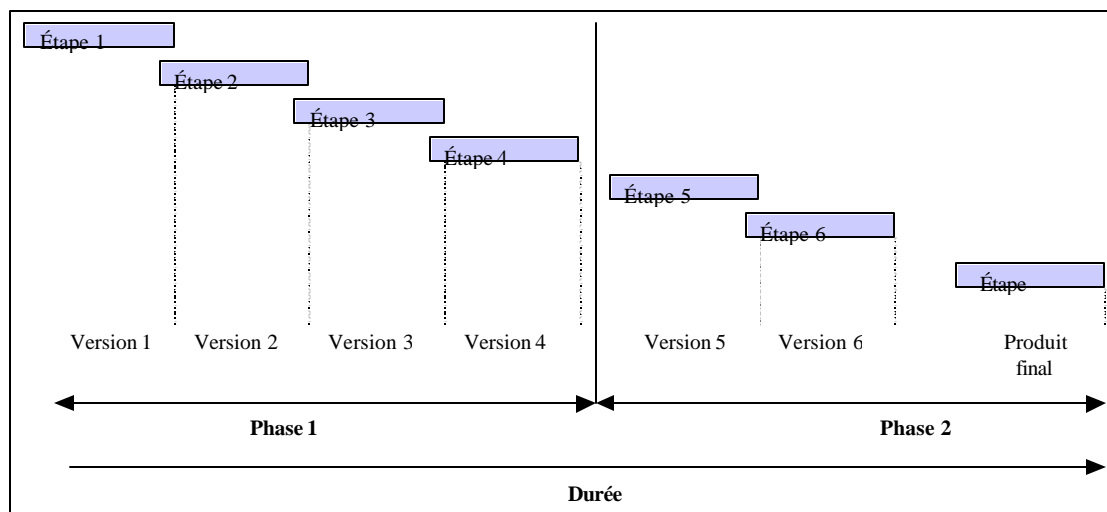 Étape 1
Étape 2
Étape 3
Étape 4
Étape 5
Étape 6
Étape
Version 1 Version 2 Version 3 Version 4 Version 5 Version 6 Produit
final
Phase 1 Phase 2
Durée